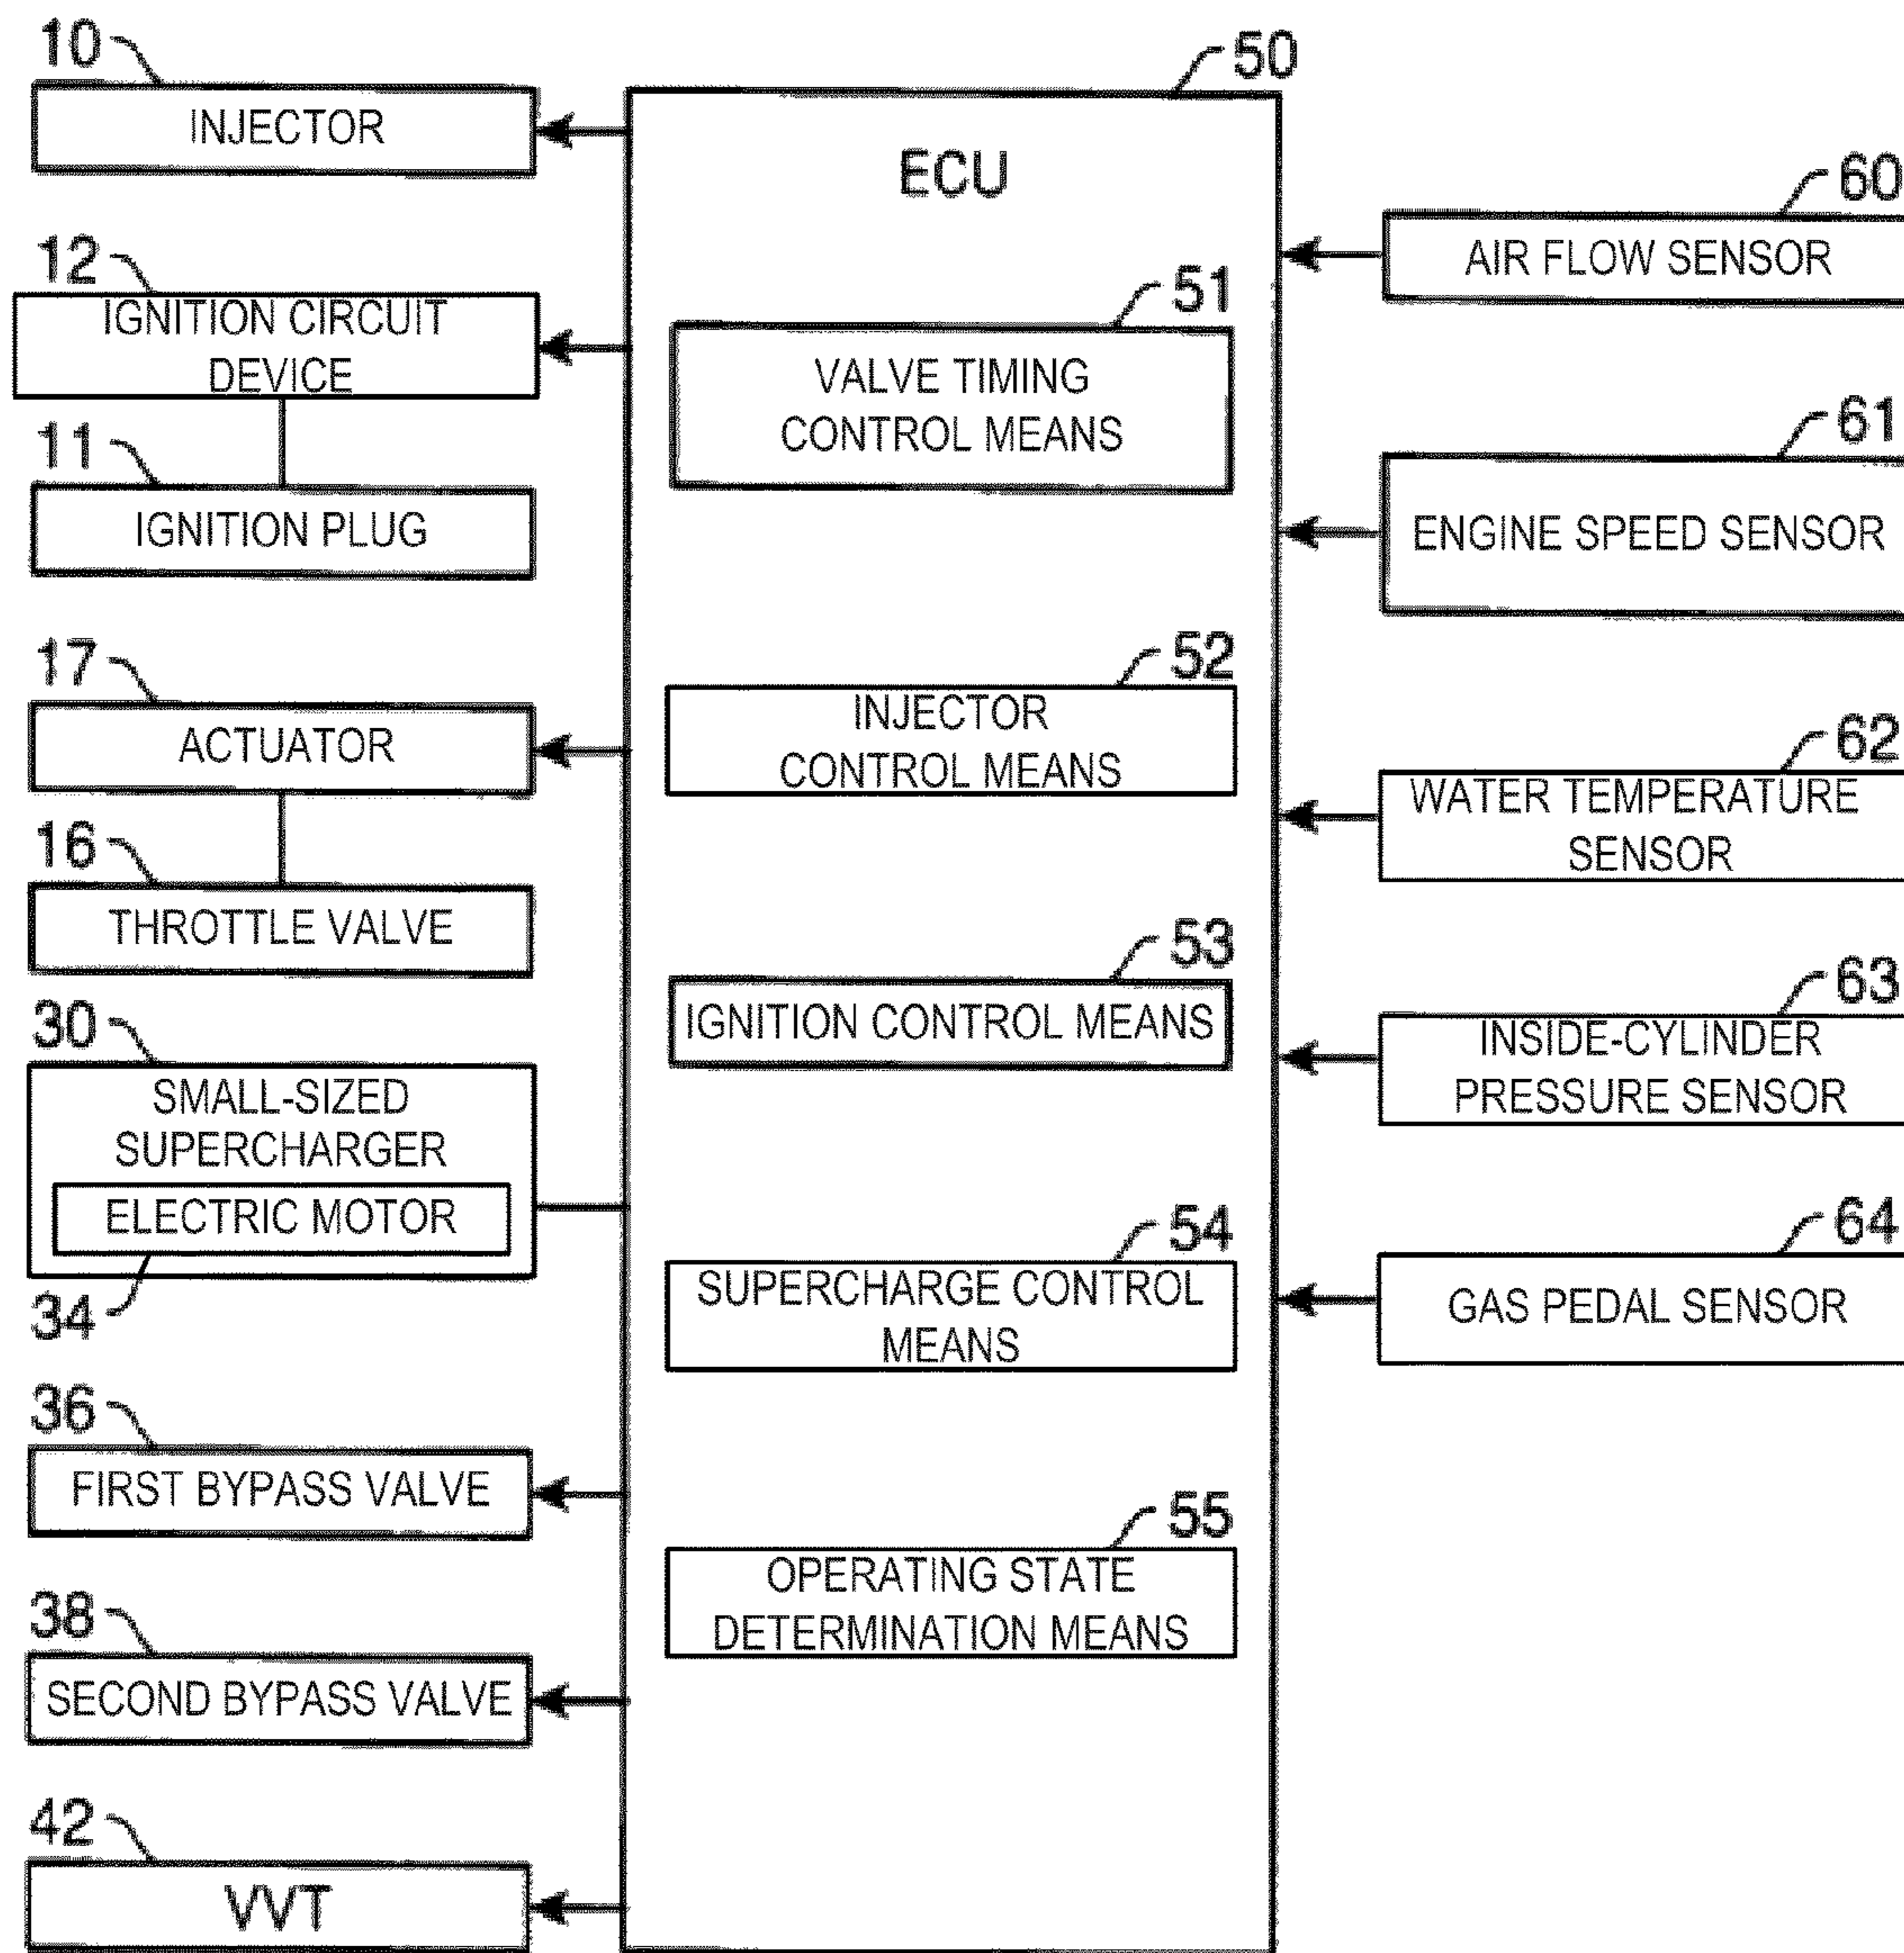 10
INJECTOR
12
IGNITION CIRCUIT
DEVICE
11
IGNITION PLUG
17
ACTUATOR
16
THROTTLE VALVE
30
SMALL-SIZED
SUPERCHARGER
ELECTRIC MOTOR
34
36
FIRST BYPASS VALVE
38
SECOND BYPASS VALVE
42
VVT
50
ECU
51
VALVE TIMING
CONTROL MEANS
52
INJECTOR
CONTROL MEANS
53
IGNITION CONTROL MEANS
54
SUPERCHARGE CONTROL
MEANS
55
OPERATING STATE
DETERMINATION MEANS
60
AIR FLOW SENSOR
61
ENGINE SPEED SENSOR
62
WATER TEMPERATURE
SENSOR
63
INSIDE-CYLINDER
PRESSURE SENSOR
64
GAS PEDAL SENSOR